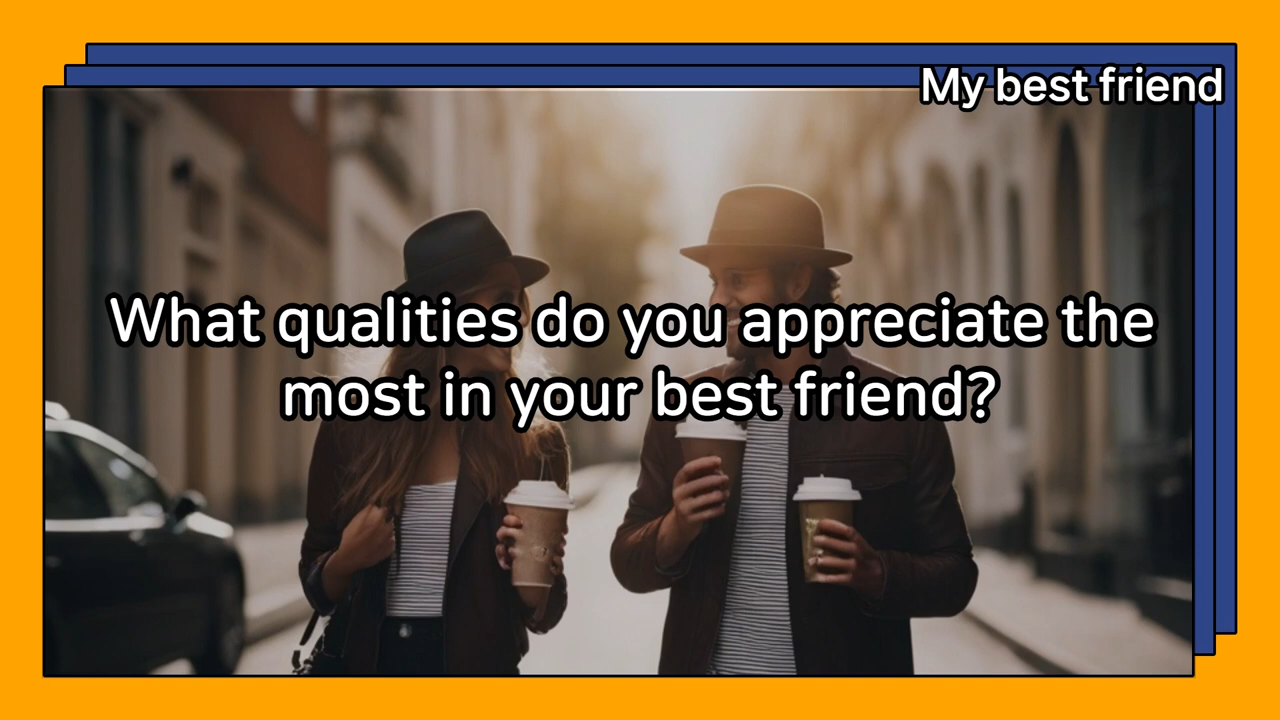 My best friend
What qualities do you appreciate the
most in your best friend?